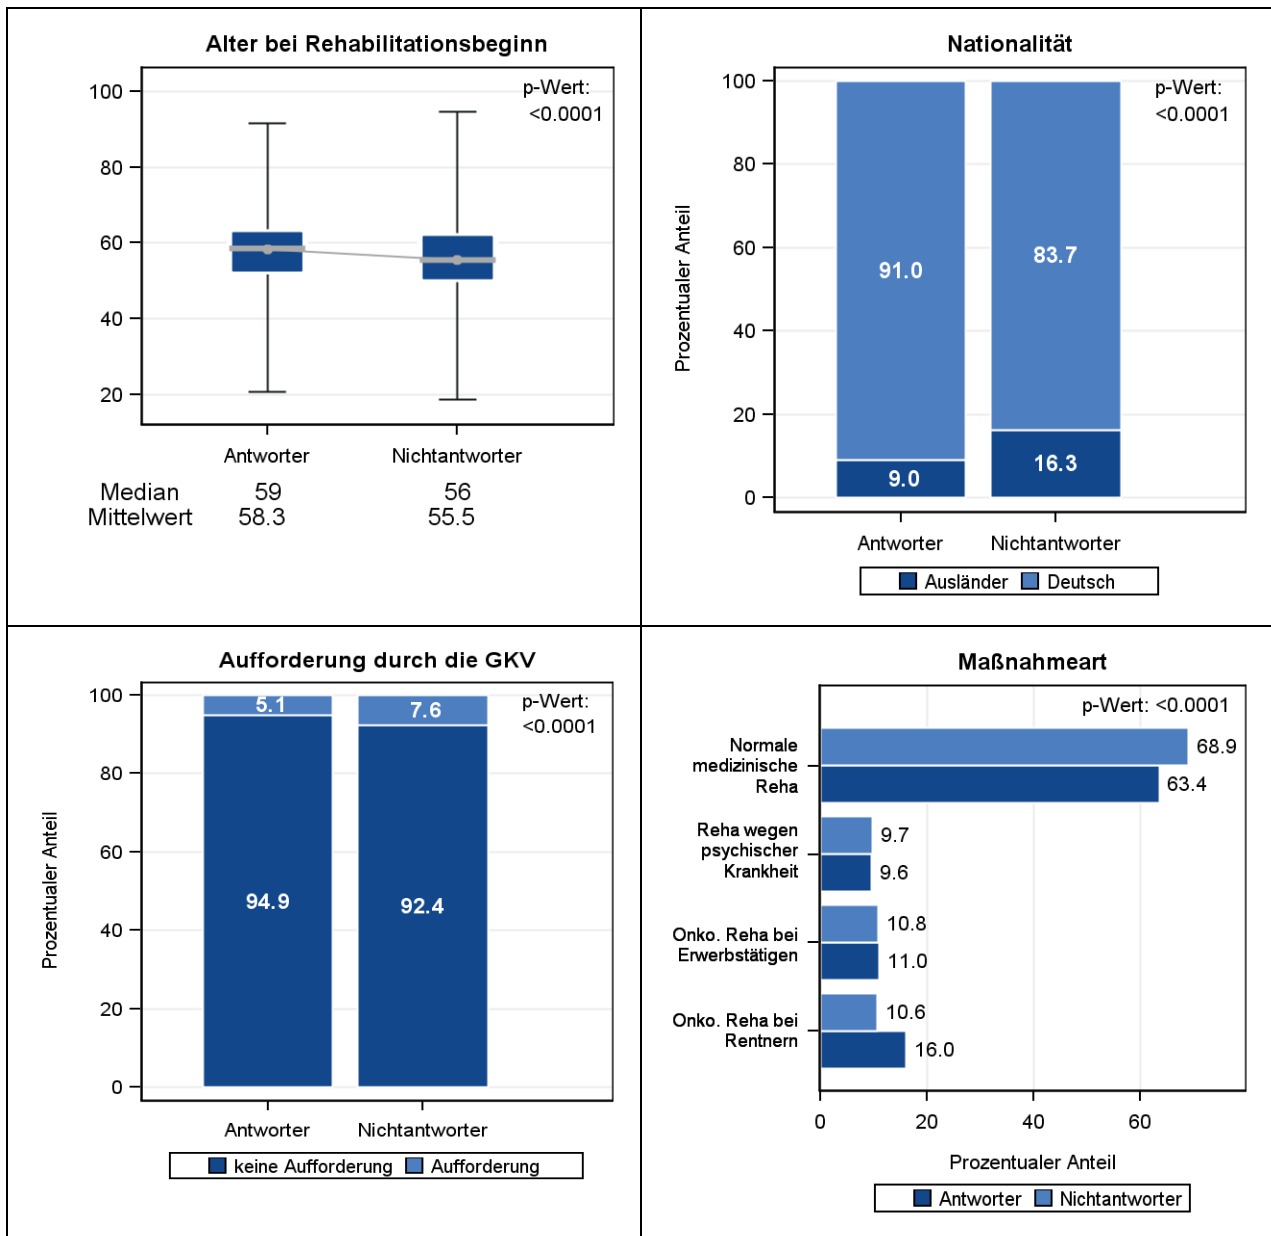 Alter bei Rehabilitationsbeginn
p-Wert:
<0.0001
100
80
60
40
20
Antworter Nichtantworter
Median 59 56
Mittelwert 58.3 55.5
Nationalität
p-Wert:
<0.0001
Prozentualer Anteil
100
80
60
40
20
0
91.0
83.7
9.0
16.3
Antworter Nichtantworter
Ausländer Deutsch
Aufforderung durch die GKV
p-Wert:
<0.0001
Prozentualer Anteil
100
80
60
40
20
0
5.1
7.6
94.9
92.4
Antworter Nichtantworter
keine Aufforderung Aufforderung
Maßnahmeart
p-Wert: <0.0001
Normale
medizinische
Reha
68.9
63.4
Reha wegen
psychischer
Krankheit
9.7
9.6
Onko. Reha bei
Erwerbstätigen
10.8
11.0
Onko. Reha bei
Rentnern
10.6
16.0
0 20 40 60
Prozentualer Anteil
Antworter Nichtantworter